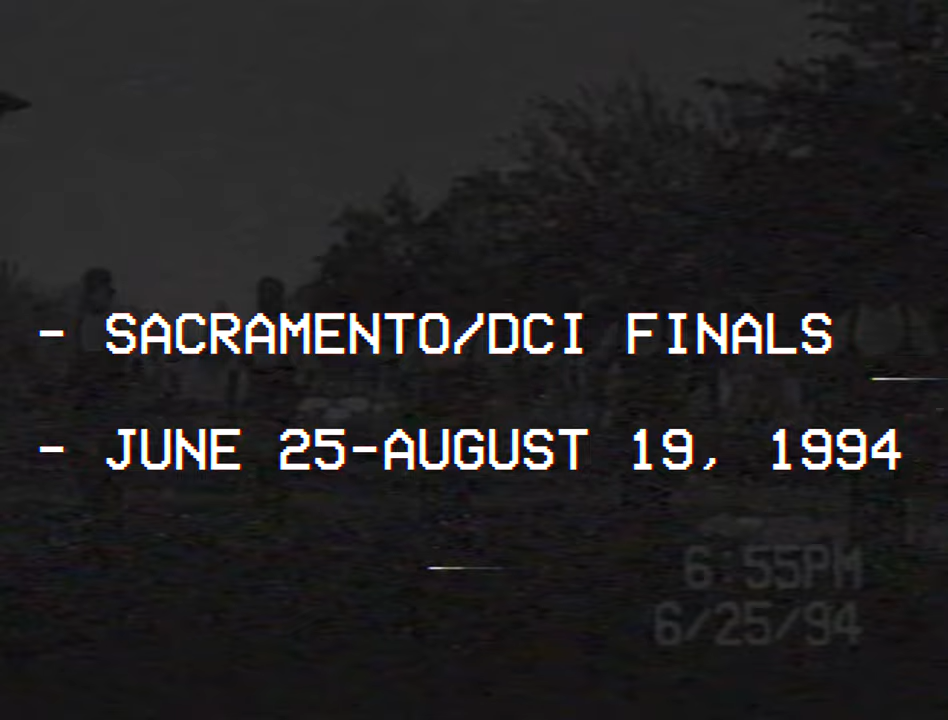 - SACRAMENTO/DCI FINALS
- JUNE 25-AUGUST 19, 1994
6:55PM
6/25/94